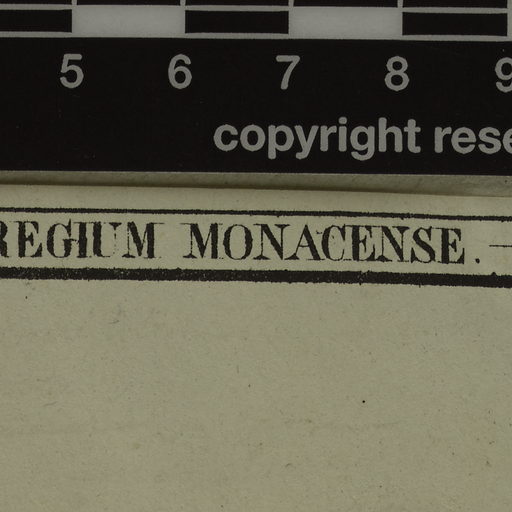 5 6 7 8 9
copyright rese
REGIUM MONACENSE. —